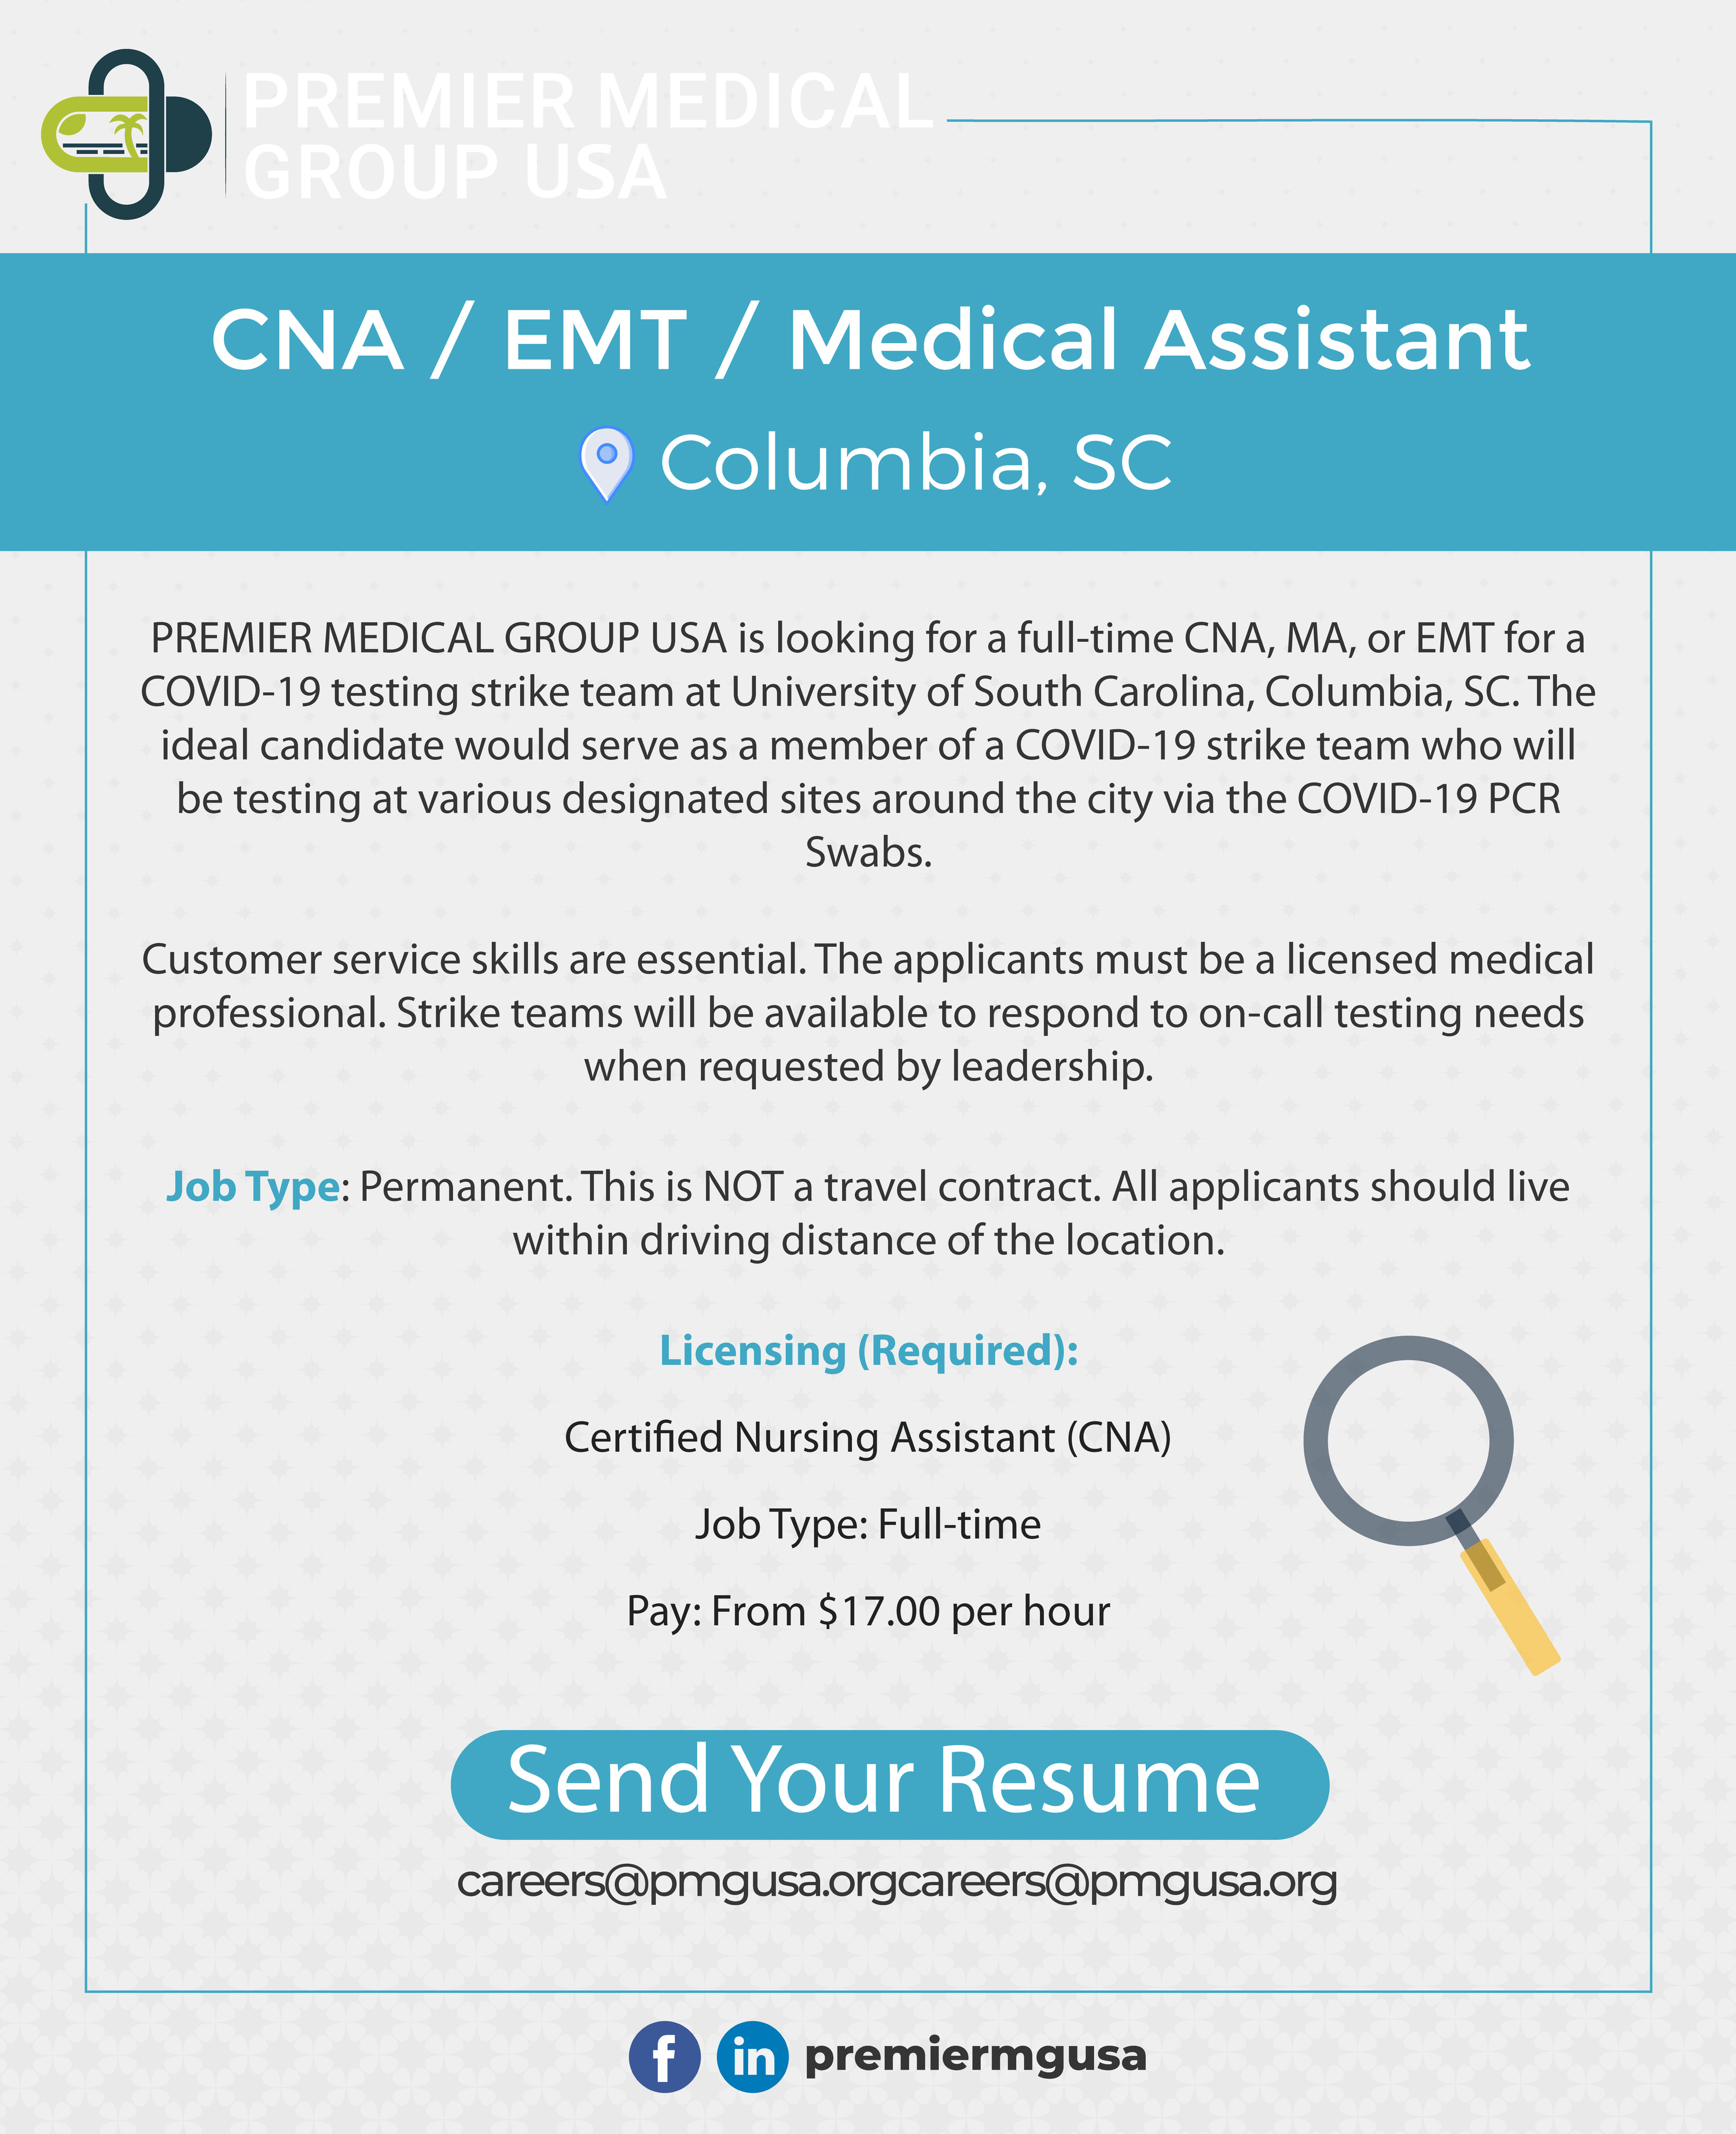 PREMIER MEDICAL
GROUP USA
CNA / EMT / Medical Assistant
Columbia, SC
PREMIER MEDICAL GROUP USA is looking for a full-time CNA, MA, or EMT for a
COVID-19 testing strike team at University of South Carolina, Columbia, SC. The
ideal candidate would serve as a member of a COVID-19 strike team who will
be testing at various designated sites around the city via the COVID-19 PCR
Swabs.
Customer service skills are essential. The applicants must be a licensed medical
professional. Strike teams will be available to respond to on-call testing needs
when requested by leadership.
Job Type: Permanent. This is NOT a travel contract. All applicants should live
within driving distance of the location.
Licensing (Required):
Certified Nursing Assistant (CNA)
Job Type: Full-time
Pay: From $17.00 per hour
Send Your Resume
careers@pmgusa.orgcareers@pmgusa.org
f in premiermgusa